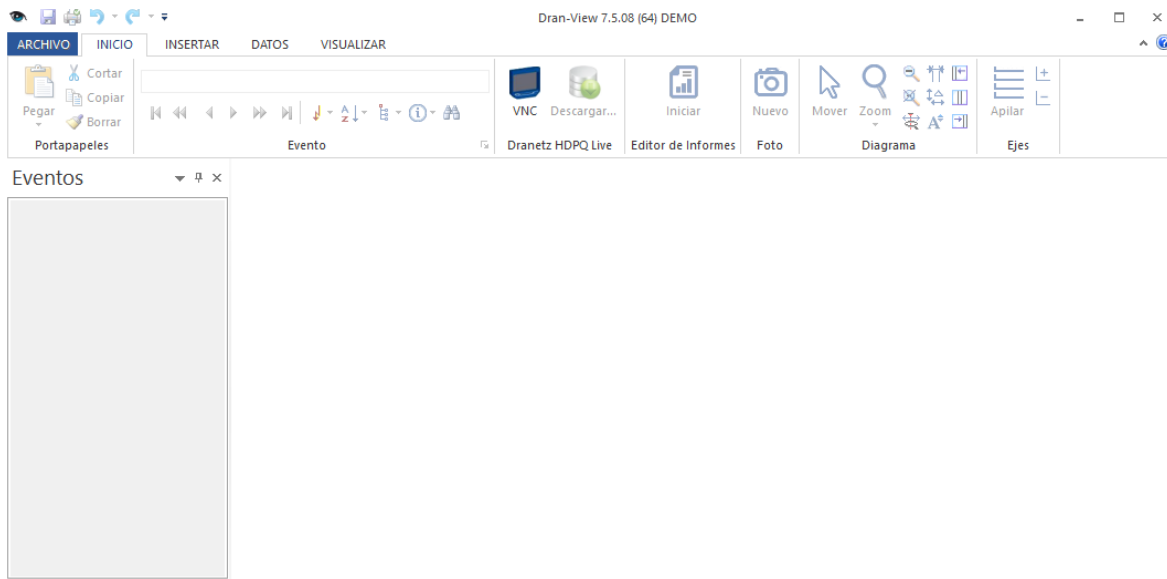 Dran-View 7.5.08 (64) DEMO
ARCHIVO INICIO INSERTAR DATOS VISUALIZAR
Pegar
Cortar
Copiar
Borrar
Portapapeles
Evento
VNC
Descargar...
Dranetz HDPQ Live
Iniciar
Editor de Informes
Nuevo
Foto
Mover
Zoom
Diagrama
Apilar
Ejes
Eventos